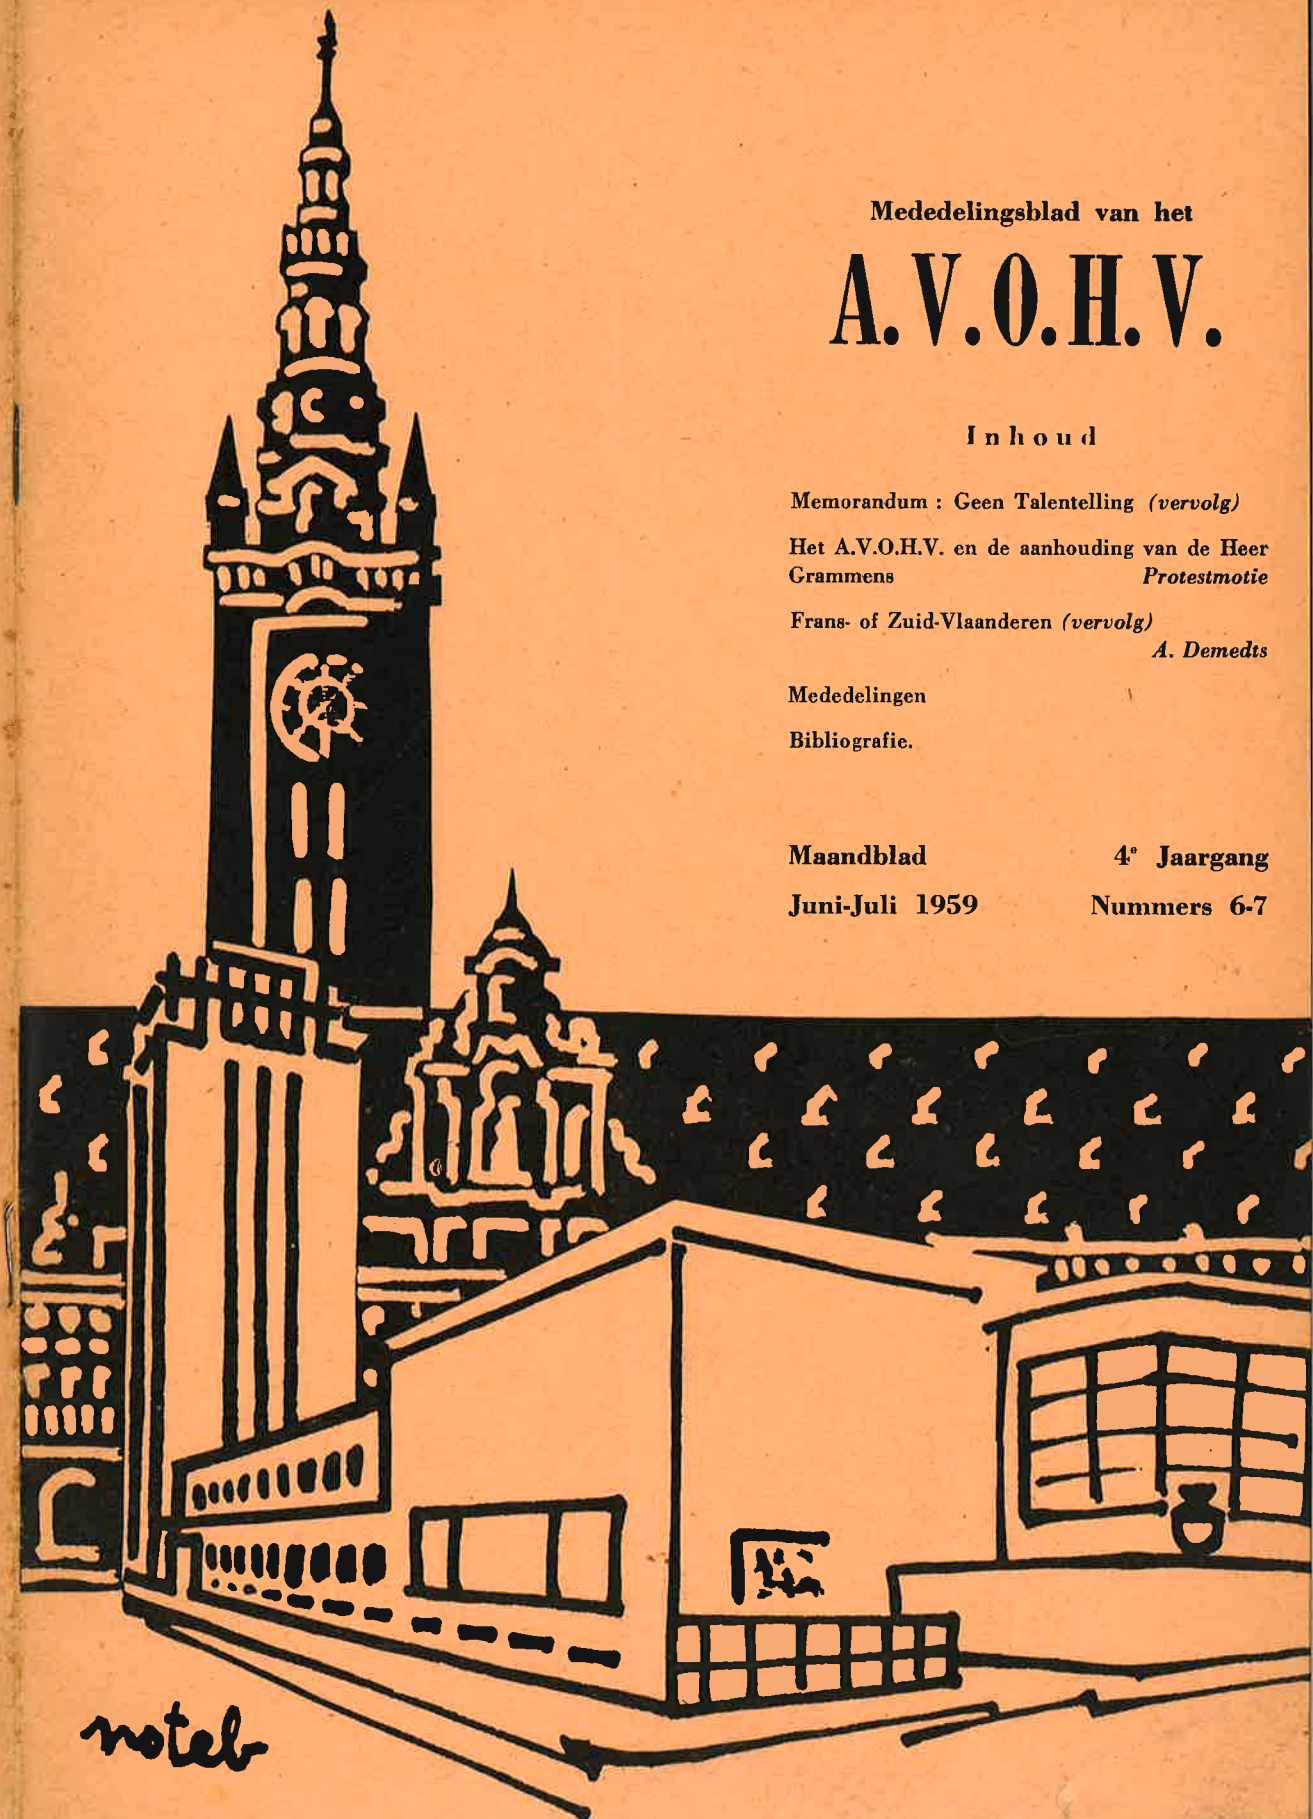 Mededelingsblad van het
A.V.O.H.V.
Inhoud
Memorandum : Geen Talentelling (vervolg)
Het A.V.O.H.V. en de aanhouding van de Heer
Grammens Protestmotie
Frans- of Zuid-Vlaanderen (vervolg)
A. Demedts
Mededelingen
Bibliografie.
Maandblad 4e Jaargang
Juni-Juli 1959 Nummers 6-7
noteb